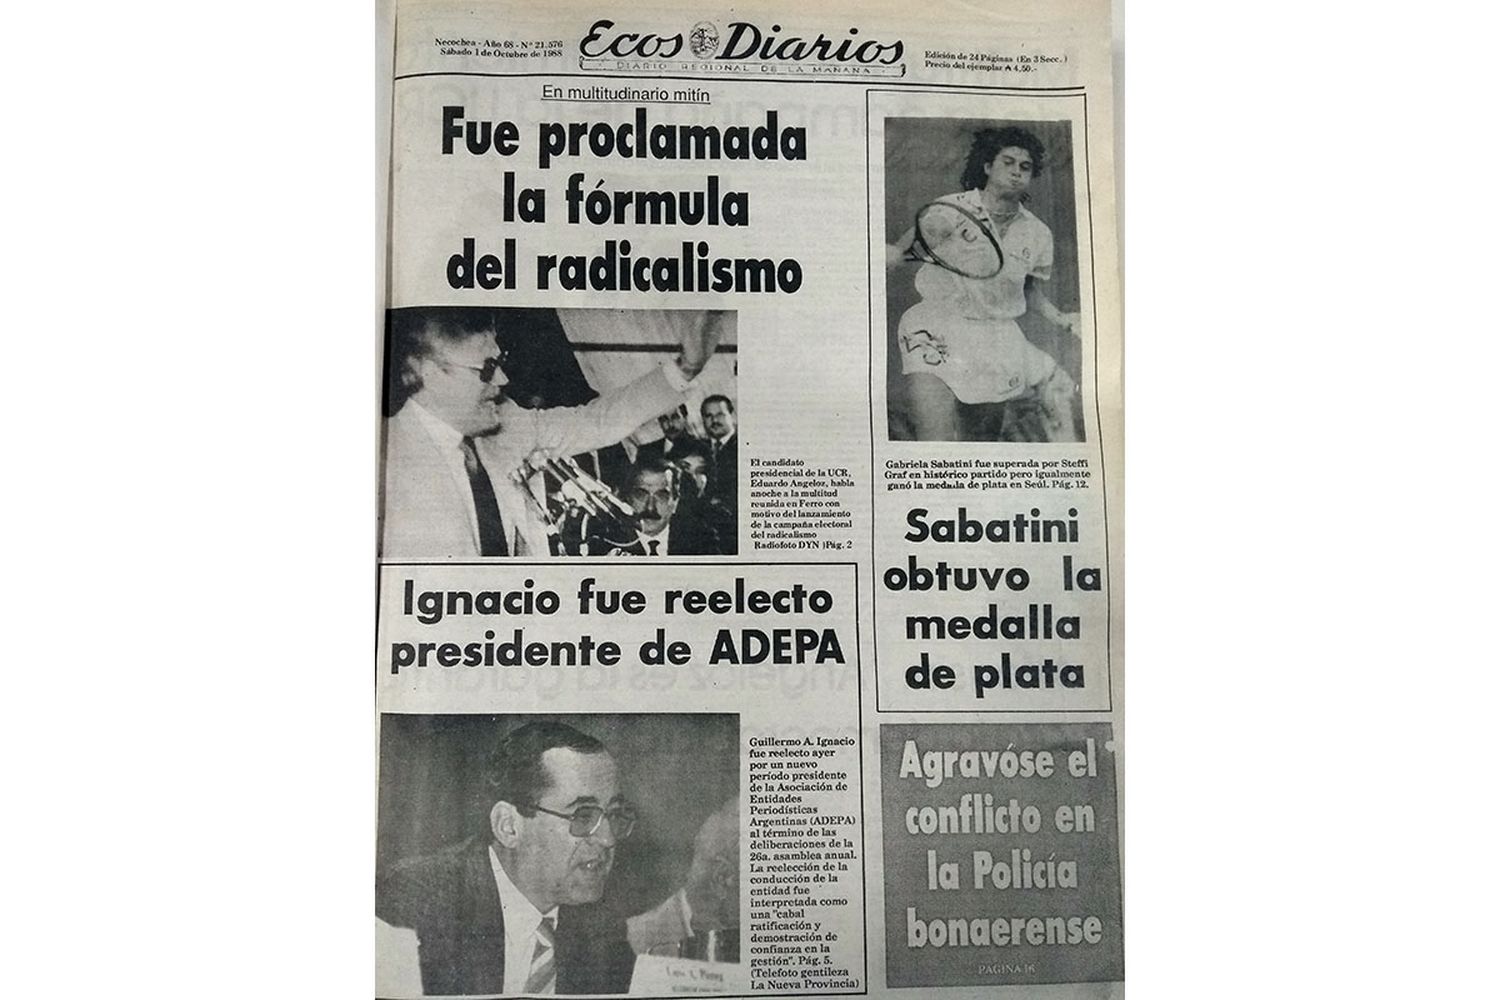 Necochea - Año 68 - Nº 21.576
Sábado 1 de Octubre de 1988
Ecos Diarios
DIARIO REGIONAL DE LA MAÑANA
Edición de 24 Páginas (En 3 Secc.)
Precio del ejemplar ₳ 4,50.-
En multitudinario mitín
Fue proclamada
la fórmula
del radicalismo
El candidato
presidencial de la UCR,
Eduardo Angeloz, habla
anoche a la multitud
reunida en Ferro con
motivo del lanzamiento
de la campaña electoral
del radicalismo
Radiofoto DYN )Pág. 2
Gabriela Sabatini fue superada por Steffi
Graf en histórico partido pero igualmente
ganó la medalla de plata en Seúl. Pág. 12.
Sabatini
obtuvo la
medalla
de plata
Ignacio fue reelecto
presidente de ADEPA
Guillermo A. Ignacio
fue reelecto ayer
por un nuevo
período presidente
de la Asociación de
Entidades
Periodísticas
Argentinas (ADEPA)
al término de las
deliberaciones de la
26a. asamblea anual.
La reelección de la
conducción de la
entidad fue
interpretada como
una "cabal
ratificación y
demostración de
confianza en la
gestión". Pág. 5.
(Telefoto gentileza
La Nueva Provincia)
Agravóse el
conflicto en
la Policía
bonaerense
PAGINA 16